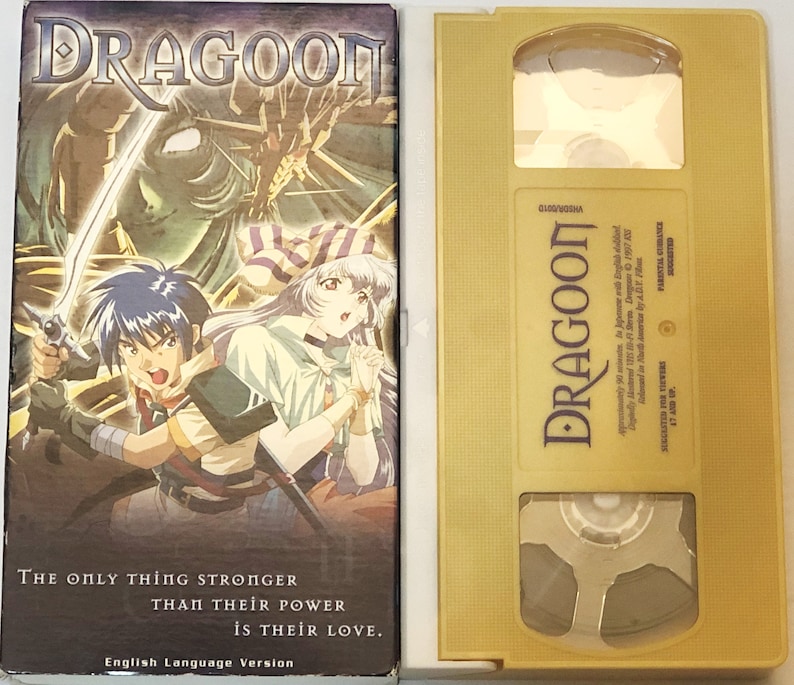 DRAGOON
THE ONLY THING STRONGER
THAN THEIR POWER
IS THEIR LOVE.
English Language Version
VHSDR/001D
DRAGOON
Approximately 90 minutes. In Japanese with English dubbed.
Digitally Mastered VHS Hi-Fi Stereo. Dragoon © 1997 KSS
Released in North America by A.D.V. Films.
SUGGESTED FOR VIEWERS
17 AND UP.
PARENTAL GUIDANCE
SUGGESTED